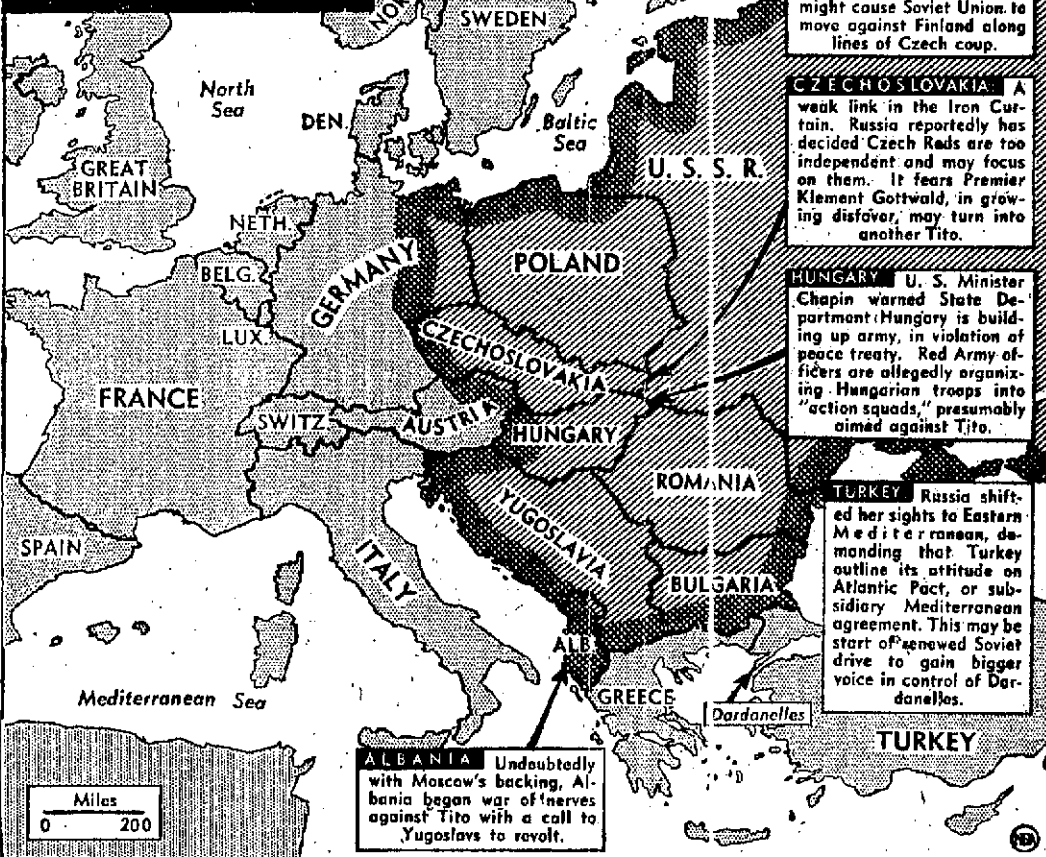 NOR
SWEDEN
might cause Soviet Union to
move against Finland along
lines of Czech coup.
North
Sea
DEN.
Baltic
Sea
CZECHOSLOVAKIA A
weak link in the Iron Cur-
tain. Russia reportedly has
decided Czech Reds are too
independent and may focus
on them. It fears Premier
Klement Gottwald, in grow-
ing disfavor, may turn into
another Tito.
GREAT
BRITAIN
U. S. S. R.
NETH.
BELG.
GERMANY
POLAND
LUX.
CZECHOSLOVAKIA
HUNGARY U. S. Minister
Chapin warned State De-
partment Hungary is build-
ing up army, in violation of
peace treaty. Red Army of-
ficers are allegedly organiz-
ing Hungarian troops into
"action squads," presumably
aimed against Tito.
FRANCE
SWITZ.
AUSTRIA
HUNGARY
ROMANIA
YUGOSLAVIA
TURKEY Russia shift-
ed her sights to Eastern
Mediterranean, de-
manding that Turkey
outline its attitude on
Atlantic Pact, or sub-
sidiary Mediterranean
agreement. This may be
start of renewed Soviet
drive to gain bigger
voice in control of Dar-
danelles.
SPAIN
ITALY
BULGARIA
ALB.
GREECE
Mediterranean Sea
Dardanelles
TURKEY
ALBANIA Undoubtedly
with Moscow's backing, Al-
bania began war of nerves
against Tito with a call to
Yugoslavs to revolt.
Miles
0 200
NEA